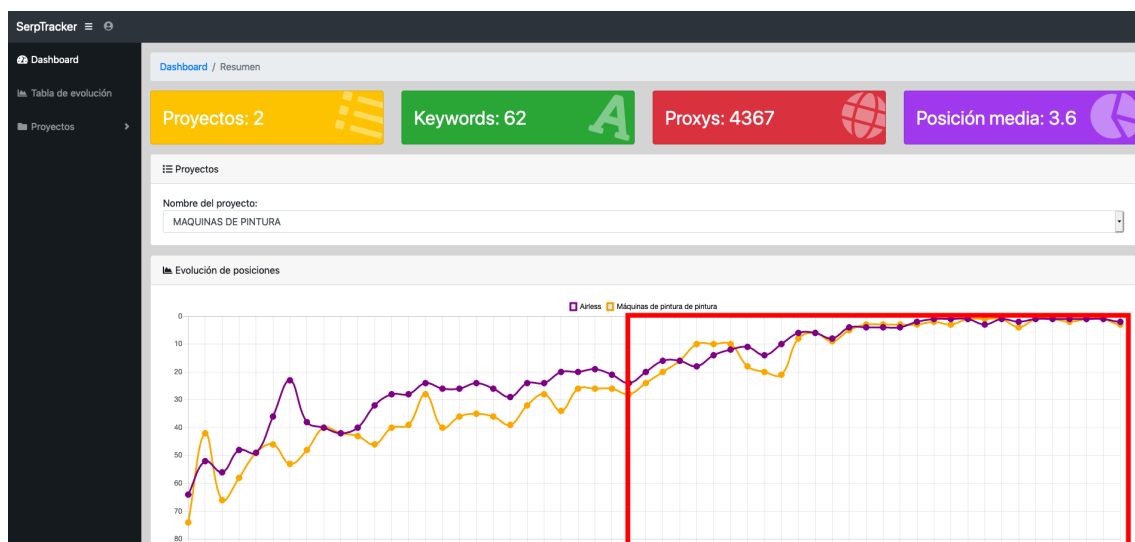 SerpTracker
Dashboard
Tabla de evolución
Proyectos
Dashboard / Resumen
Proyectos: 2
Keywords: 62
Proxys: 4367
Posición media: 3.6
Proyectos
Nombre del proyecto:
MAQUINAS DE PINTURA
Evolución de posiciones
Airless Máquinas de pintura de pintura
0
10
20
30
40
50
60
70
80